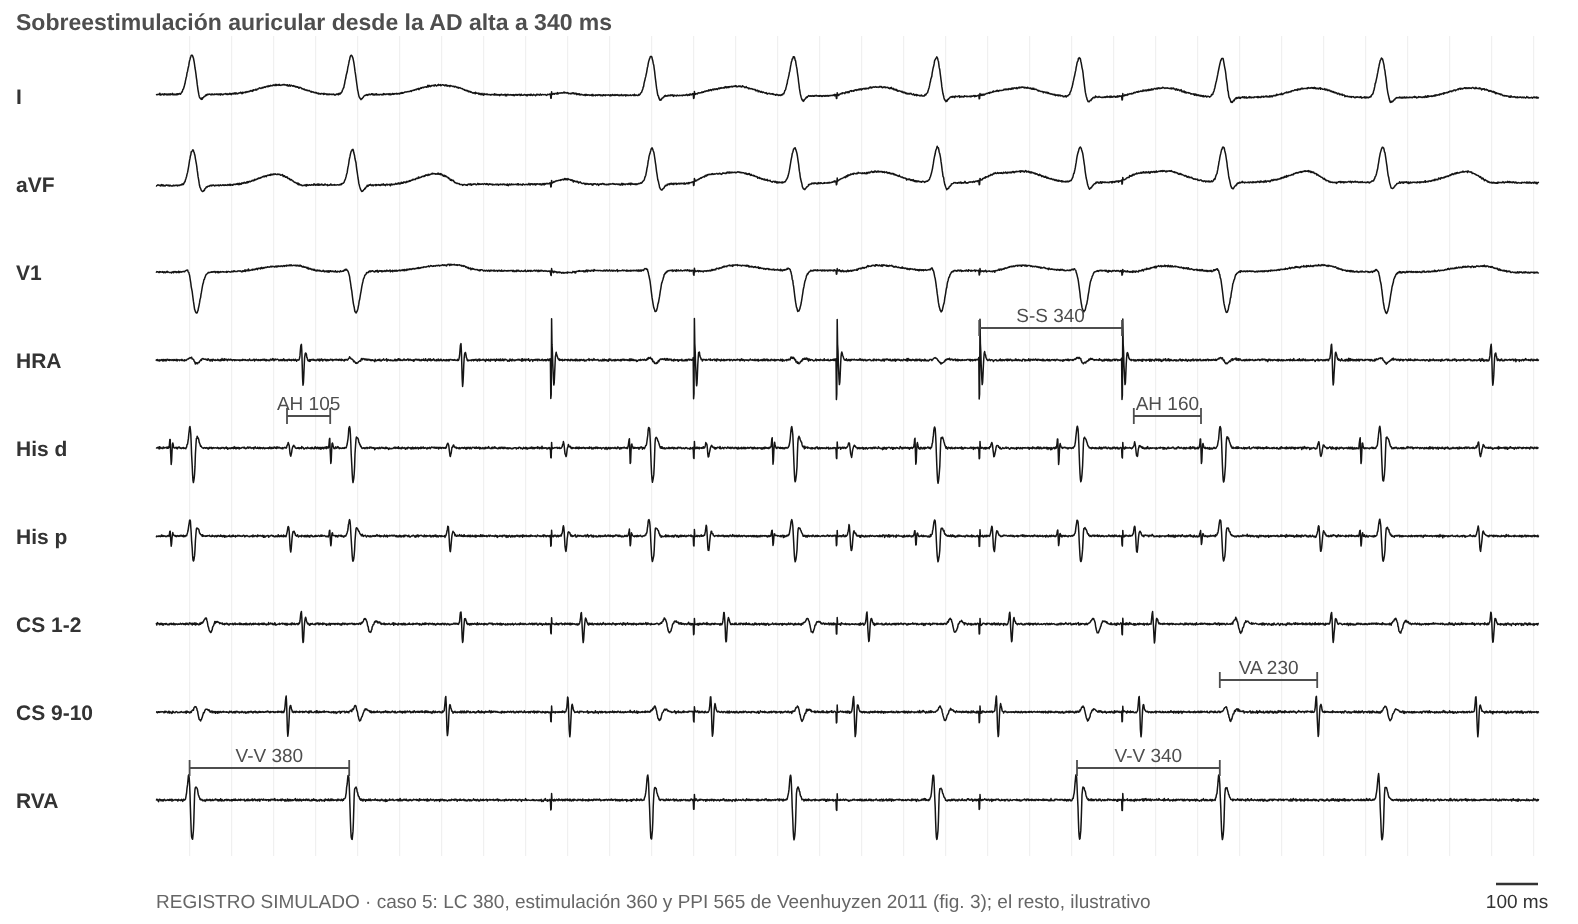 Sobreestimulación auricular desde la AD alta a 340 ms
I
aVF
V1
S-S 340
HRA
AH 105
AH 160
His d
His p
CS 1-2
VA 230
CS 9-10
V-V 380
V-V 340
RVA
REGISTRO SIMULADO · caso 5: LC 380, estimulación 360 y PPI 565 de Veenhuyzen 2011 (fig. 3); el resto, ilustrativo
100 ms